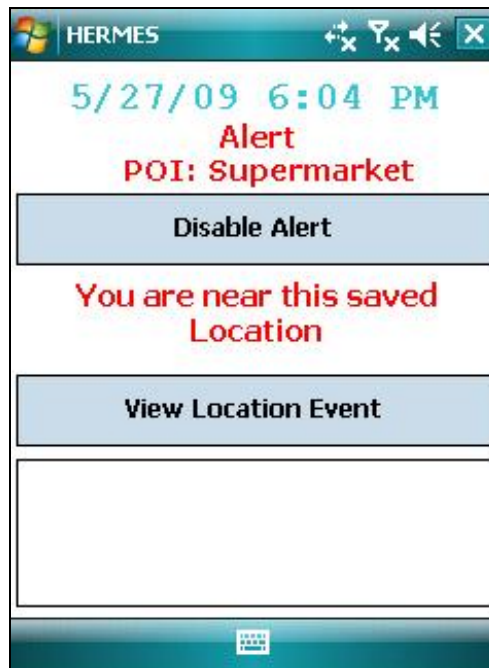 HERMES
5/27/09 6:04 PM
Alert
POI: Supermarket
Disable Alert
You are near this saved
Location
View Location Event